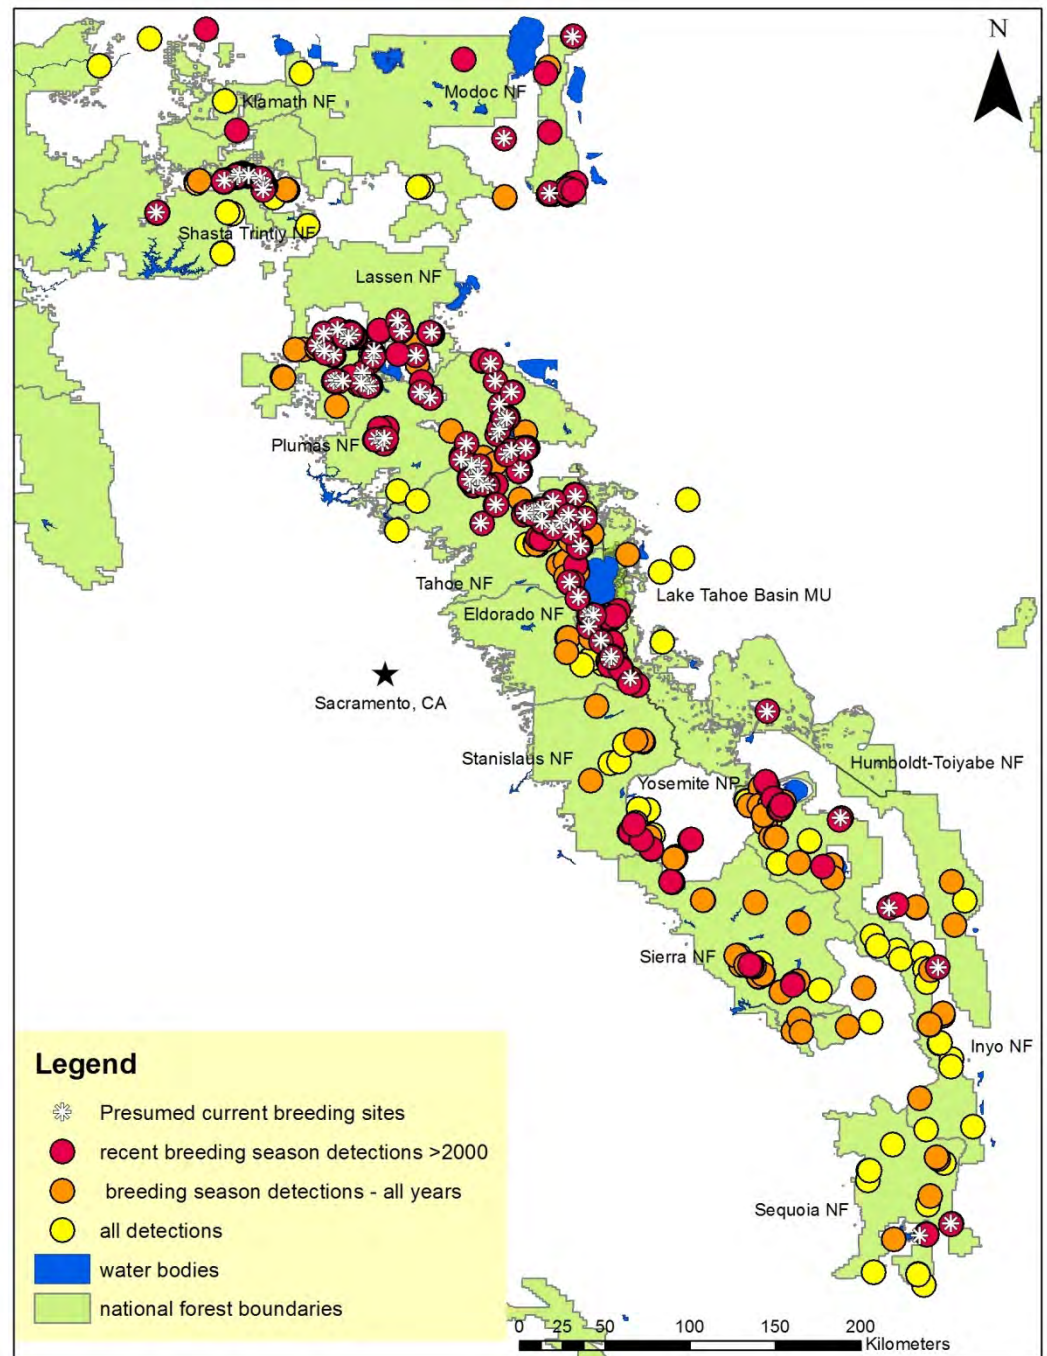 N
Klamath NF
Modoc NF
Shasta Trintiy NF
Lassen NF
Plumas NF
Tahoe NF
Lake Tahoe Basin MU
Eldorado NF
Sacramento, CA
Stanislaus NF
Humboldt-Toiyabe NF
Yosemite NP
Sierra NF
Inyo NF
Sequoia NF
Legend
Presumed current breeding sites
recent breeding season detections >2000
breeding season detections - all years
all detections
water bodies
national forest boundaries
0 25 50 100 150 200
Kilometers